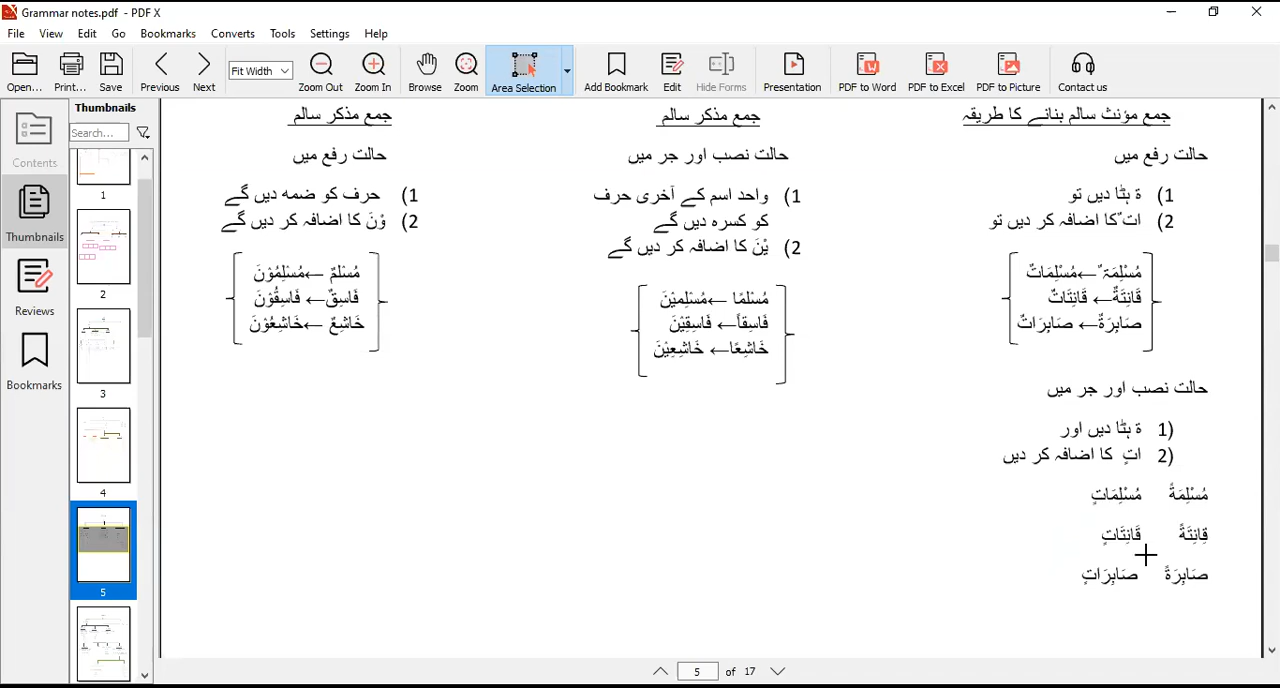 Grammar notes.pdf - PDF X
File View Edit Go Bookmarks Converts Tools Settings Help
Open... Print... Save Previous Next Fit Width Zoom Out Zoom In Browse Zoom Area Selection Add Bookmark Edit Hide Forms Presentation PDF to Word PDF to Excel PDF to Picture Contact us
Contents
Thumbnails
Reviews
Bookmarks
Thumbnails
Search...
1
2
3
4
5
جمع مؤنث سالم بنانے کا طریقہ
حالت رفع میں
1) ة ہٹا دیں تو
2) اتٌ کا اضافہ کر دیں تو
مُسْلِمَةٌ ← مُسْلِمَاتٌ
قَانِتَةٌ ← قَانِتَاتٌ
صَابِرَةٌ ← صَابِرَاتٌ
حالت نصب اور جر میں
1) ة ہٹا دیں اور
2) اتٍ کا اضافہ کر دیں
مُسْلِمَةً مُسْلِمَاتٍ
قِانِتَةً قَانِتَاتٍ
صَابِرَةً صَابِرَاتٍ
جمع مذکر سالم
حالت نصب اور جر میں
1) واحد اسم کے آخری حرف
کو کسرہ دیں گے
2) يْنَ کا اضافہ کر دیں گے
مُسْلمًا ← مُسْلِميْنَ
فَاسِقاً ← فَاسِقِيْنَ
خَاشِعًا ← خَاشِعِيْنَ
جمع مذکر سالم
حالت رفع میں
1) حرف کو ضمه دیں گے
2) وْنَ کا اضافہ کر دیں گے
مُسْلمٌ ← مُسْلِمُوْنَ
فَاسِقٌ ← فَاسِقُوْنَ
خَاشِعٌ ← خَاشِعُوْنَ
5 of 17